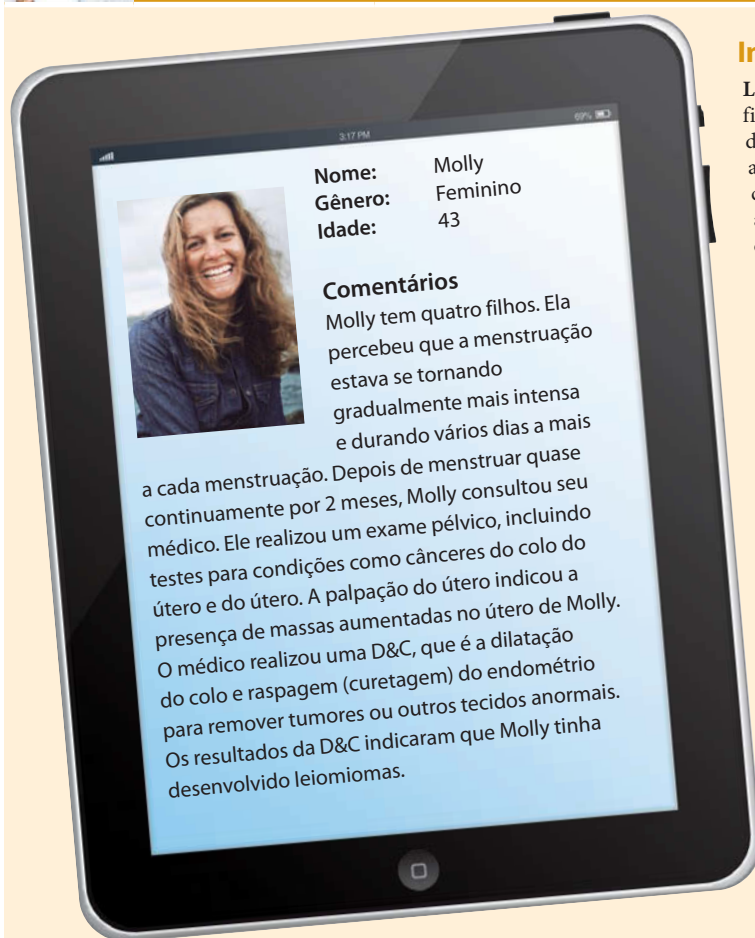 3:17 PM
69%
Nome: Molly
Gênero: Feminino
Idade: 43
Comentários
Molly tem quatro filhos. Ela
percebeu que a menstruação
estava se tornando
gradualmente mais intensa
e durando vários dias a mais
a cada menstruação. Depois de menstruar quase
continuamente por 2 meses, Molly consultou seu
médico. Ele realizou um exame pélvico, incluindo
testes para condições como cânceres do colo do
útero e do útero. A palpação do útero indicou a
presença de massas aumentadas no útero de Molly.
O médico realizou uma D&C, que é a dilatação
do colo e raspagem (curetagem) do endométrio
para remover tumores ou outros tecidos anormais.
Os resultados da D&C indicaram que Molly tinha
desenvolvido leiomiomas.